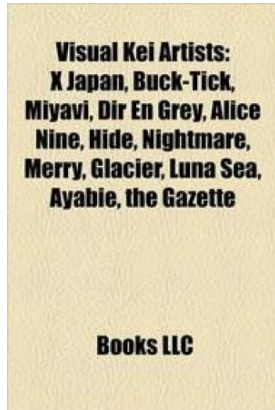 Visual Kei Artists:
X Japan, Buck-Tick,
Miyavi, Dir En Grey, Alice
Nine, Hide, Nightmare,
Merry, Glacier, Luna Sea,
Ayabie, the Gazette
Books LLC